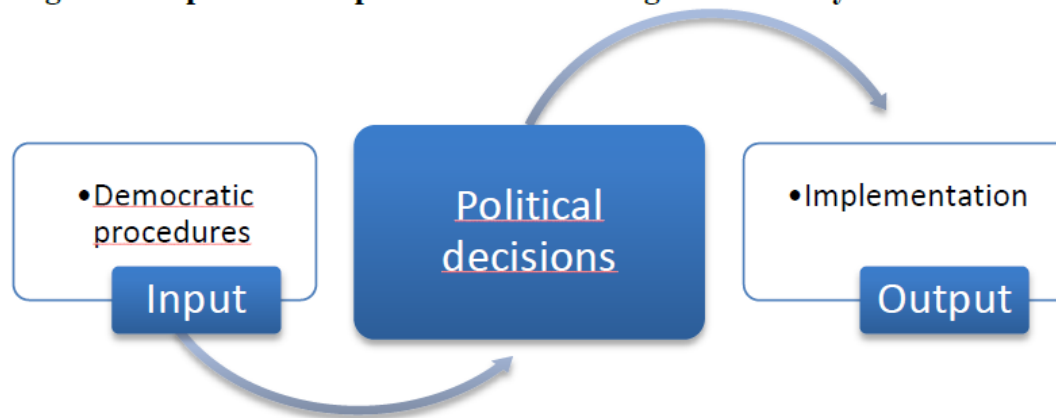 •Democratic
procedures
Input
Political
decisions
•Implementation
Output